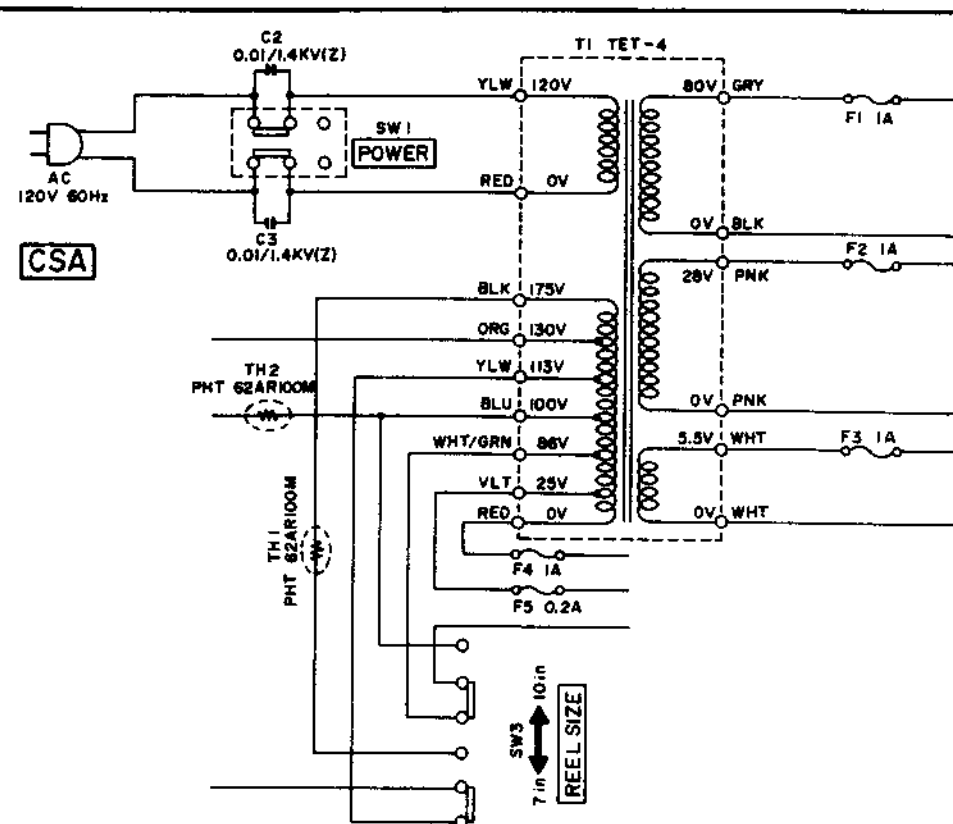 C2
0.01/1.4KV(Z)
T1 TET-4
YLW 120V
80V GRY
F1 1A
SW1
POWER
AC
120V 60Hz
RED 0V
0V BLK
C3
0.01/1.4KV(Z)
F2 1A
CSA
28V PNK
BLK 175V
ORG 130V
TH2
PHT 62AR100M
YLW 113V
BLU 100V
0V PNK
WHT/GRN 86V
5.5V WHT
F3 1A
VLT 25V
RED 0V
0V WHT
TH1
PHT 62AR100M
F4 1A
F5 0.2A
SW3
7in 10in
REEL SIZE